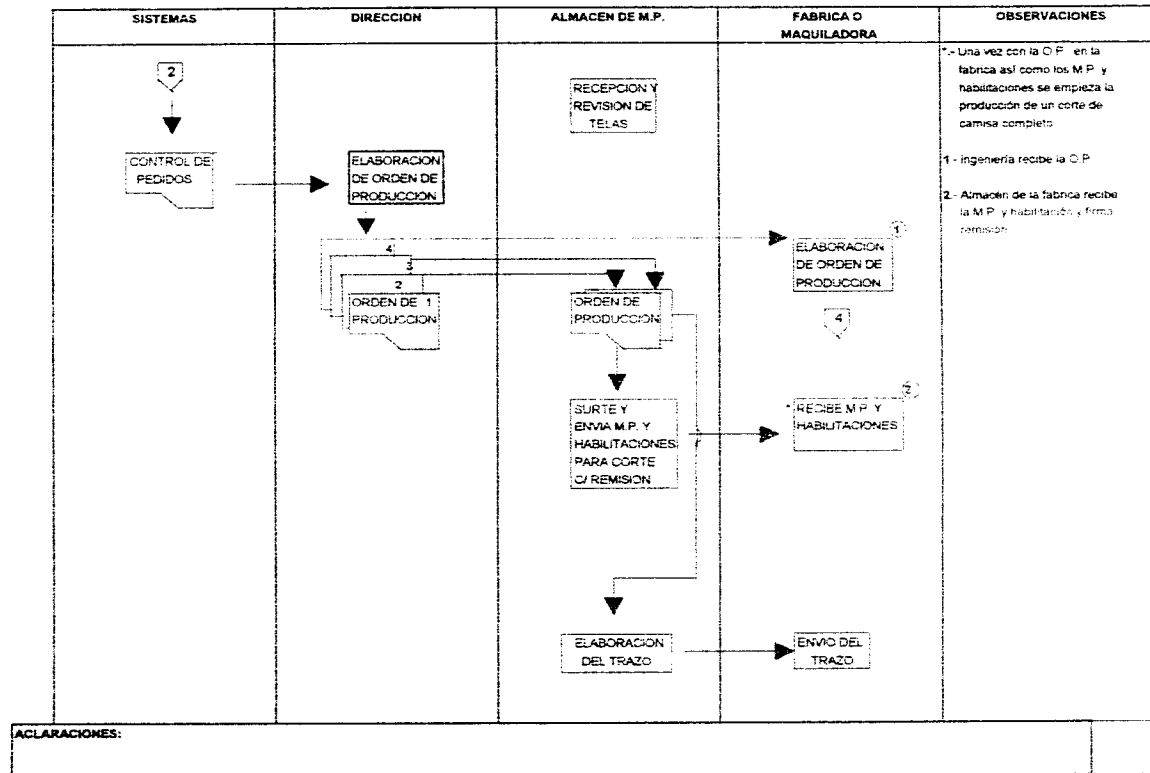 SISTEMAS
DIRECCION
ALMACEN DE M.P.
FABRICA O
MAQUILADORA
OBSERVACIONES
2
CONTROL DE
PEDIDOS
ELABORACION
DE ORDEN DE
PRODUCCION
4
3
2
ORDEN DE 1
PRODUCCION
RECEPCION Y
REVISION DE
TELAS
ORDEN DE
PRODUCCION
SURTE Y
ENVIA M.P. Y
HABILITACIONES
PARA CORTE
C/ REMISION
ELABORACION
DEL TRAZO
1
ELABORACION
DE ORDEN DE
PRODUCCION
4
2
* RECIBE M.P. Y
HABILITACIONES
ENVIO DEL
TRAZO
*.- Una vez con la O.P. en la
fabrica así como los M.P. y
habilitaciones se empieza la
producción de un corte de
camisa completo
1.- ingeniería recibe la O.P.
2.- Almacén de la fabrica recibe
la M.P. y habilitación y firma
remisión
ACLARACIONES: